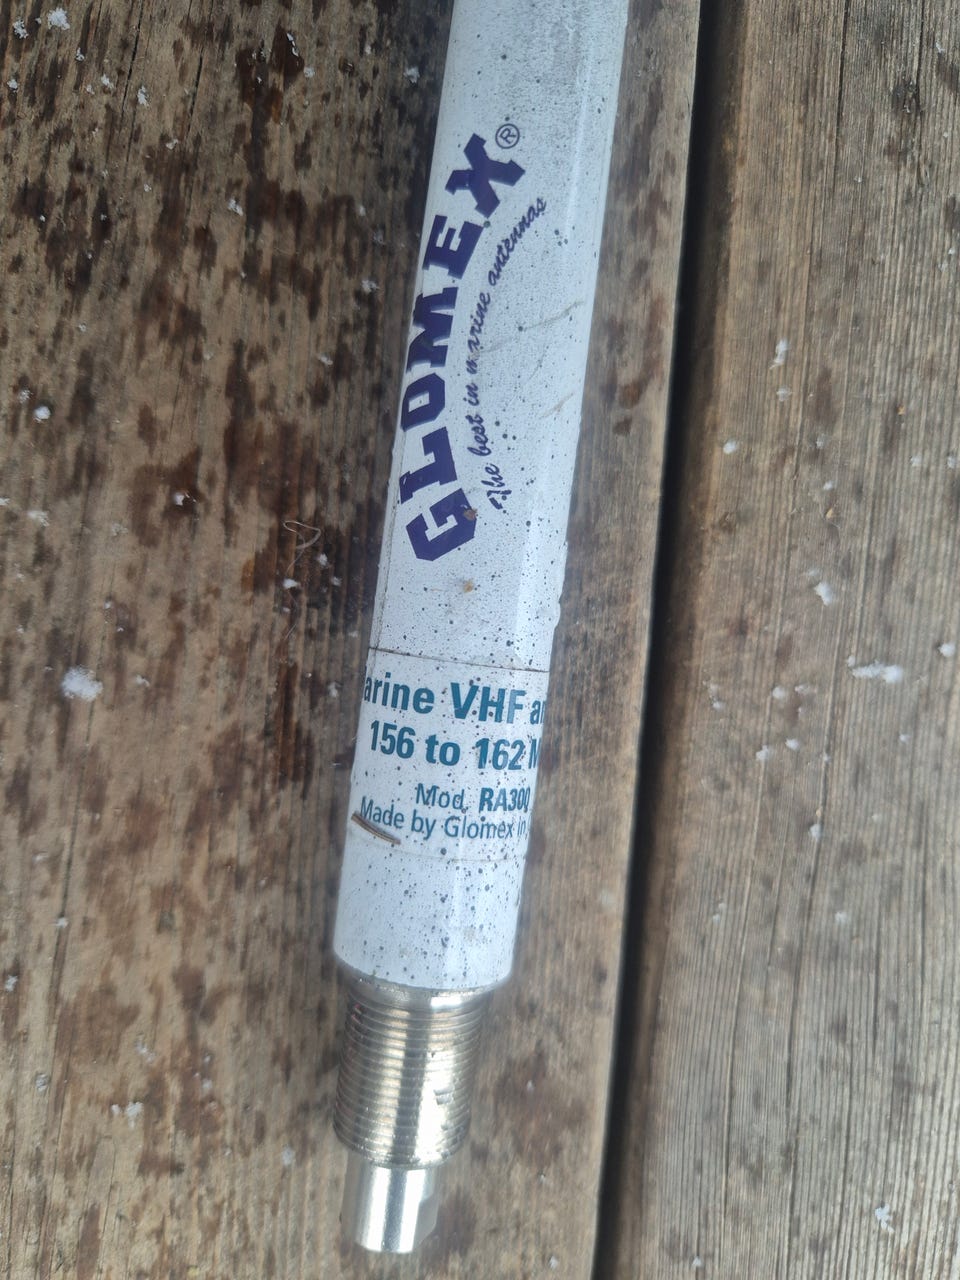 GLOMEX®
The best in marine antennas
arine VHF a
156 to 162 M
Mod. RA300
Made by Glomex in